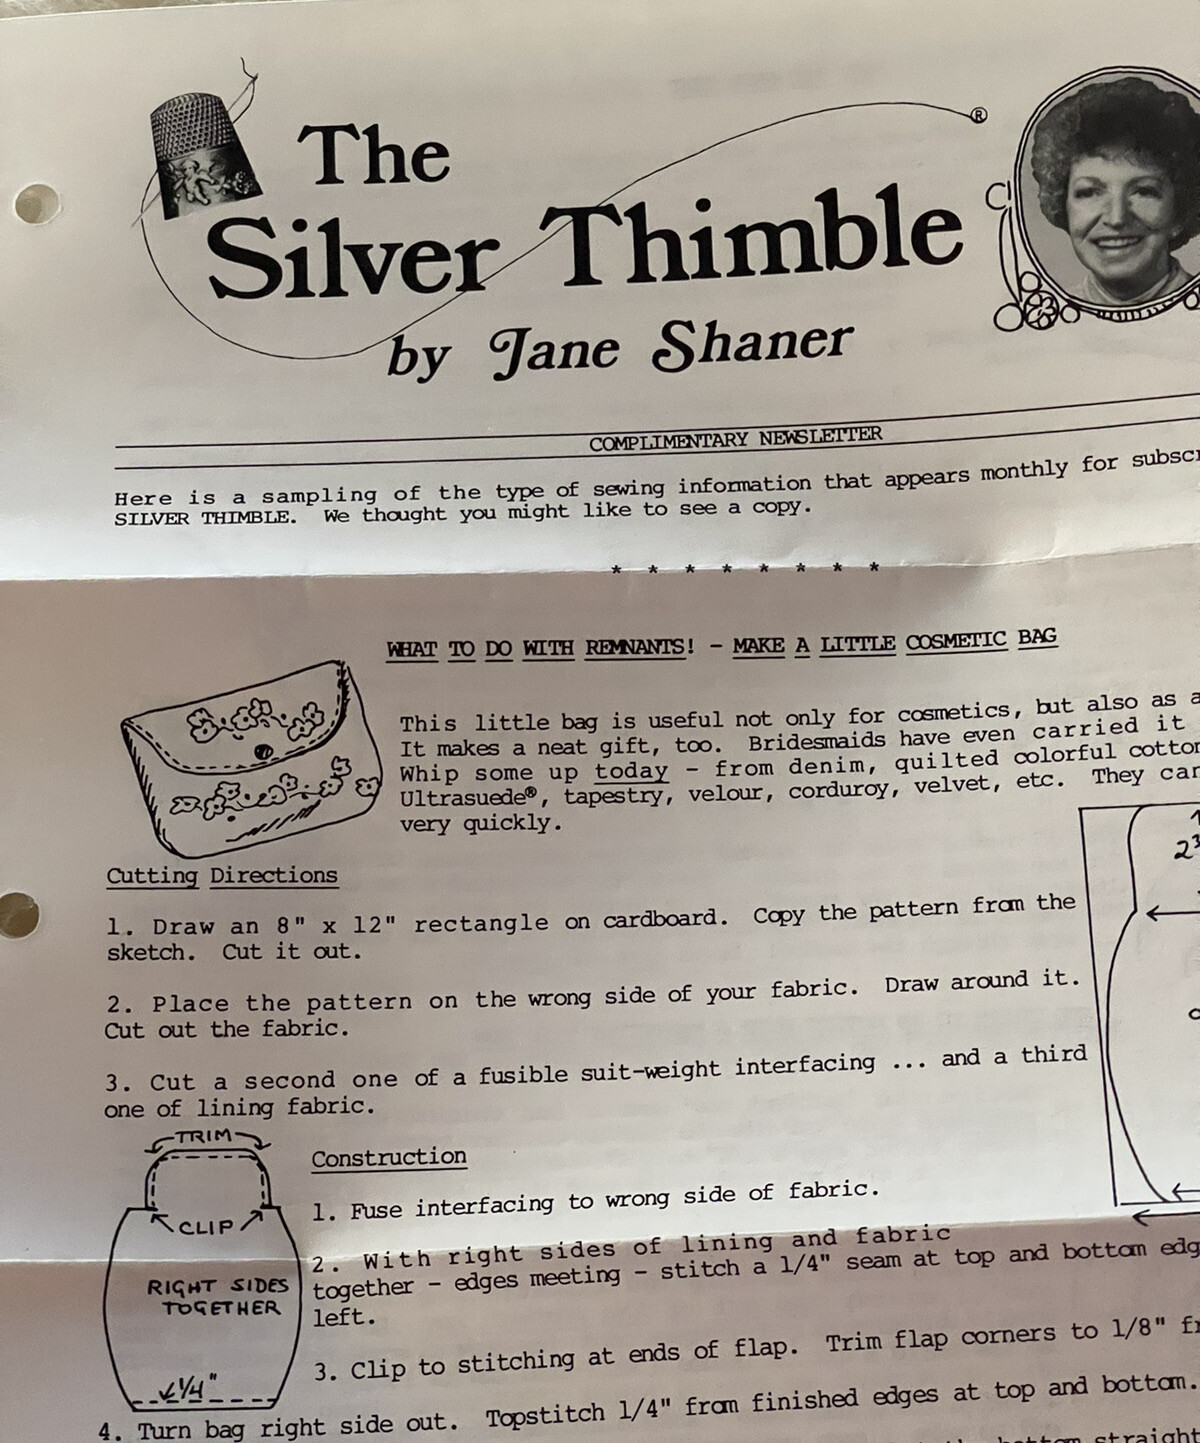 The
Silver Thimble ®
by Jane Shaner
COMPLIMENTARY NEWSLETTER
Here is a sampling of the type of sewing information that appears monthly for
SILVER THIMBLE. We thought you might like to see a copy.
* * * * * * * *
WHAT TO DO WITH REMNANTS! - MAKE A LITTLE COSMETIC BAG
This little bag is useful not only for cosmetics, but also as
It makes a neat gift, too. Bridesmaids have even carried it
Whip some up today - from denim, quilted colorful
Ultrasuede®, tapestry, velour, corduroy, velvet, etc. They
very quickly.
Cutting Directions
1. Draw an 8" x 12" rectangle on cardboard. Copy the pattern from the
sketch. Cut it out.
2. Place the pattern on the wrong side of your fabric. Draw around it.
Cut out the fabric.
3. Cut a second one of a fusible suit-weight interfacing ... and a third
one of lining fabric.
TRIM
CLIP
RIGHT SIDES
TOGETHER
1/4"
Construction
1. Fuse interfacing to wrong side of fabric.
2. With right sides of lining and fabric
together - edges meeting - stitch a 1/4" seam at top and bottom
left.
3. Clip to stitching at ends of flap. Trim flap corners to 1/8"
4. Turn bag right side out. Topstitch 1/4" from finished edges at top and bottom.